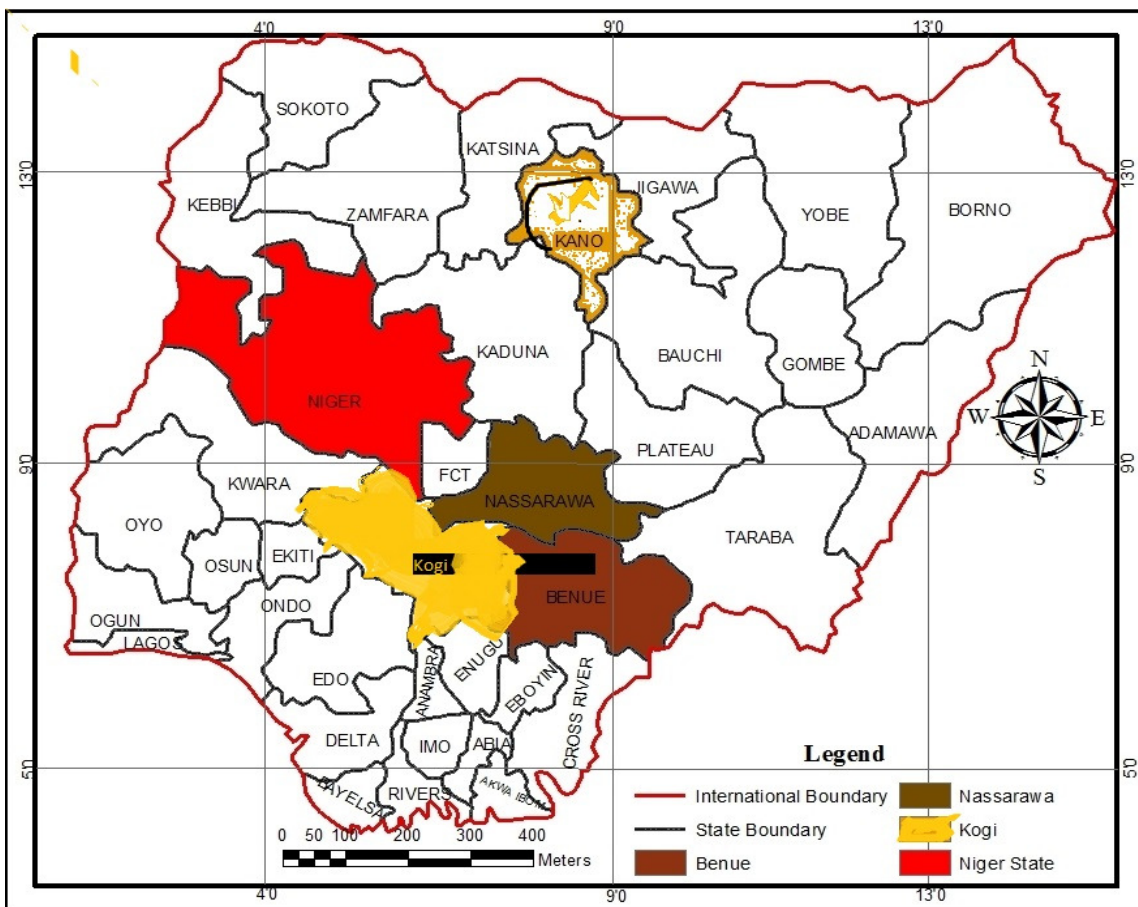 4'0 9'0 13'0
SOKOTO
KATSINA
13'0 13'0
KEBBI ZAMFARA JIGAWA YOBE BORNO
KANO
KADUNA BAUCHI GOMBE
NIGER
N
W E
S
ADAMAWA
PLATEAU
9'0 9'0
FCT
KWARA NASSARAWA
OYO TARABA
OSUN EKITI Kogi
BENUE
ONDO
OGUN
LAGOS
EDO ANAMBRA ENUGU EBOYIN CROSS RIVER
DELTA IMO ABIA
5'0 5'0
BAYELSA RIVERS AKWA IBOM
Legend
International Boundary
State Boundary
Benue
Nassarawa
Kogi
Niger State
0 50 100 200 300 400
Meters
4'0 9'0 13'0